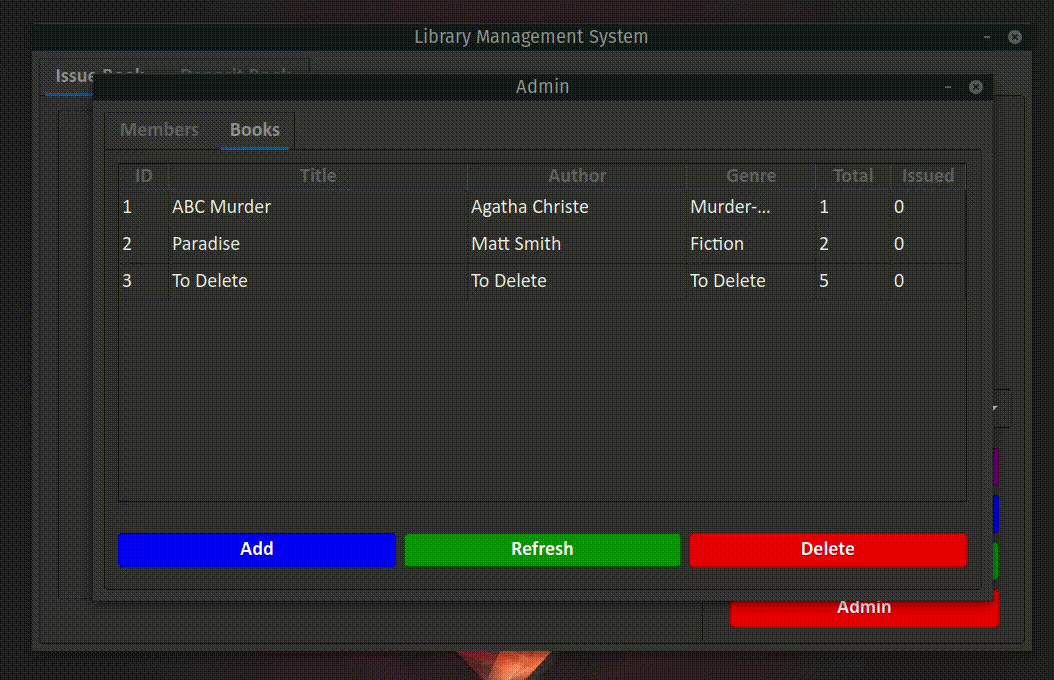 Library Management System
Issue Book Deposit Book
Admin
Members Books
ID Title Author Genre Total Issued
1 ABC Murder Agatha Christe Murder-... 1 0
2 Paradise Matt Smith Fiction 2 0
3 To Delete To Delete To Delete 5 0
Add Refresh Delete
Admin